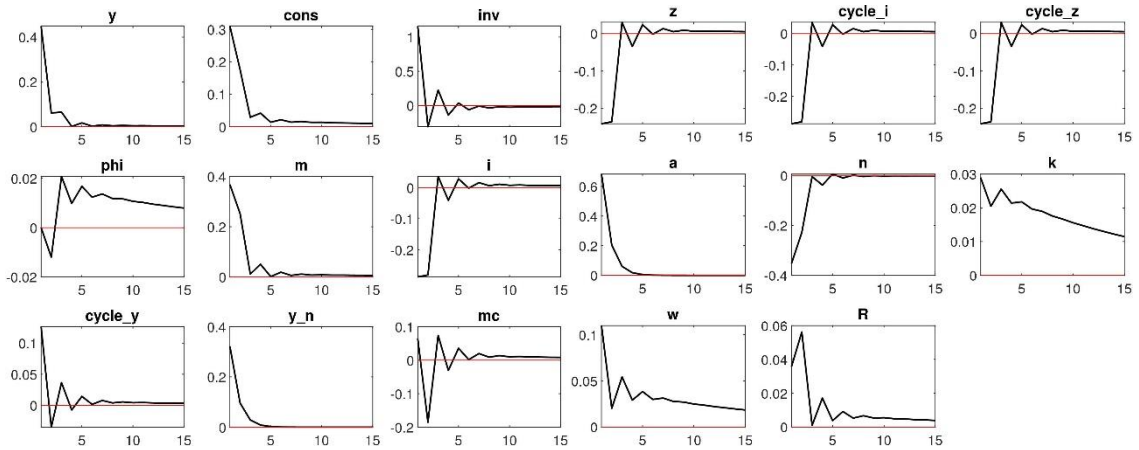 y cons inv z cycle_i cycle_z
0.4 0.3 1 0 0 0
0.2 0.2 0.5 -0.1 -0.1 -0.1
0.1 0 -0.2 -0.2 -0.2
0 0
5 10 15 5 10 15 5 10 15 5 10 15 5 10 15 5 10 15
phi m i a n k
0.02 0.4 0 0.6 0 0.03
0.2 -0.1 0.4 -0.2 0.02
0 -0.2 0.2 0.01
-0.02 0 0 -0.4 0
5 10 15 5 10 15 5 10 15 5 10 15 5 10 15 5 10 15
cycle_y y_n mc w R
0.1 0.4 0.1 0.1 0.06
0.05 0.2 0 0.05 0.04
0 -0.1 0.02
0 -0.2 0 0
5 10 15 5 10 15 5 10 15 5 10 15 5 10 15